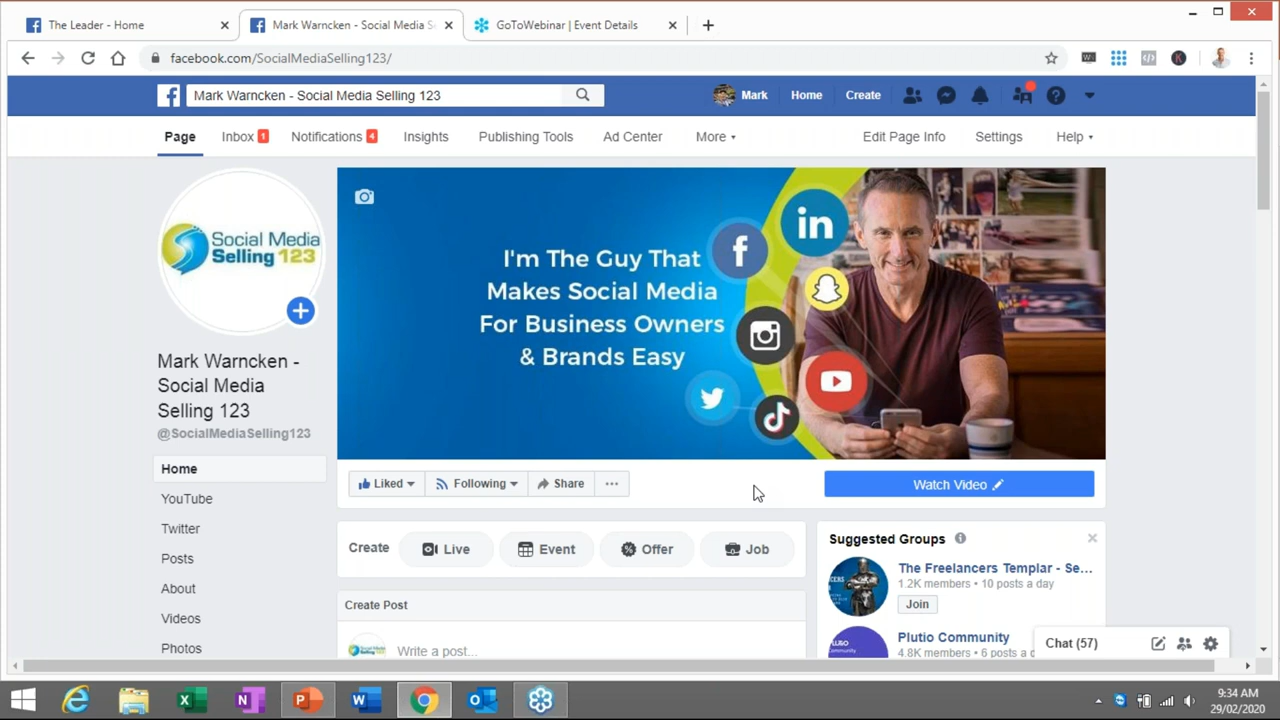 The Leader - Home
Mark Warncken - Social Media S
GoToWebinar | Event Details
facebook.com/SocialMediaSelling123/
Mark Warncken - Social Media Selling 123
Mark
Home
Create
Page
Inbox 1
Notifications 4
Insights
Publishing Tools
Ad Center
More
Edit Page Info
Settings
Help
Social Media
Selling 123
I'm The Guy That
Makes Social Media
For Business Owners
& Brands Easy
in
f
Mark Warncken -
Social Media
Selling 123
@SocialMediaSelling123
Home
YouTube
Twitter
Posts
About
Videos
Photos
Liked
Following
Share
...
Watch Video
Create
Live
Event
Offer
Job
Create Post
Write a post...
Suggested Groups
The Freelancers Templar - Se...
1.2K members • 10 posts a day
Join
Plutio Community
4.8K members • 6 posts a d
Chat (57)
9:34 AM
29/02/2020